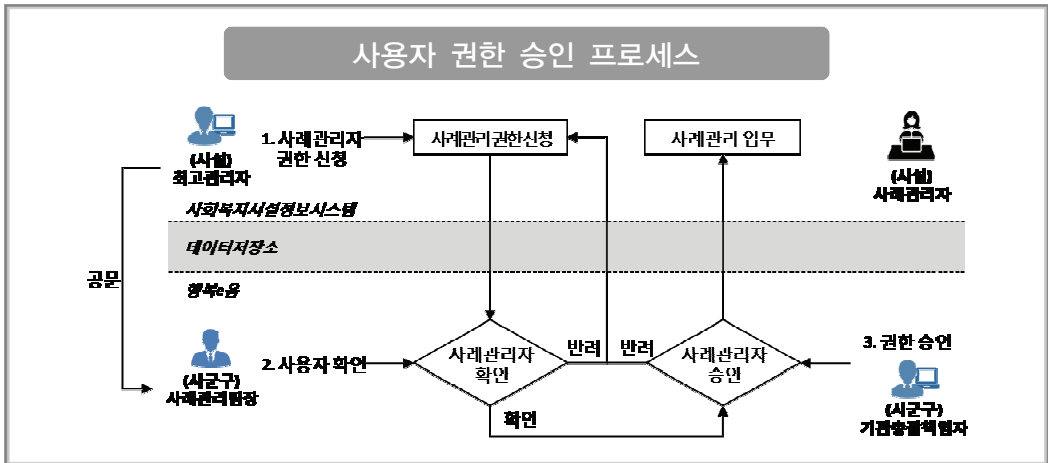 사용자 권한 승인 프로세스
1. 사례관리자
권한 신청
사례관리권한신청
사례관리 업무
(시설)
최고관리자
(시설)
사례관리자
사회복지시설정보시스템
데이터저장소
행복e음
공문
(시군구)
사례관리팀장
2. 사용자 확인
사례관리자
확인
반려
반려
사례관리자
승인
3. 권한 승인
(시군구)
기관총괄책임자
확인